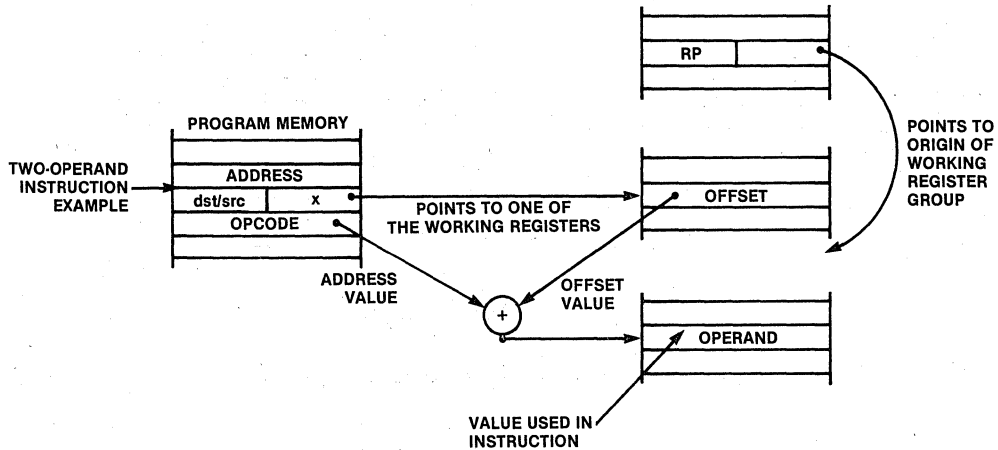 RP
PROGRAM MEMORY
POINTS TO
ORIGIN OF
WORKING
REGISTER
GROUP
TWO-OPERAND
INSTRUCTION
EXAMPLE
ADDRESS
dst/src
x
OPCODE
POINTS TO ONE OF
THE WORKING REGISTERS
OFFSET
ADDRESS
VALUE
OFFSET
VALUE
+
OPERAND
VALUE USED IN
INSTRUCTION